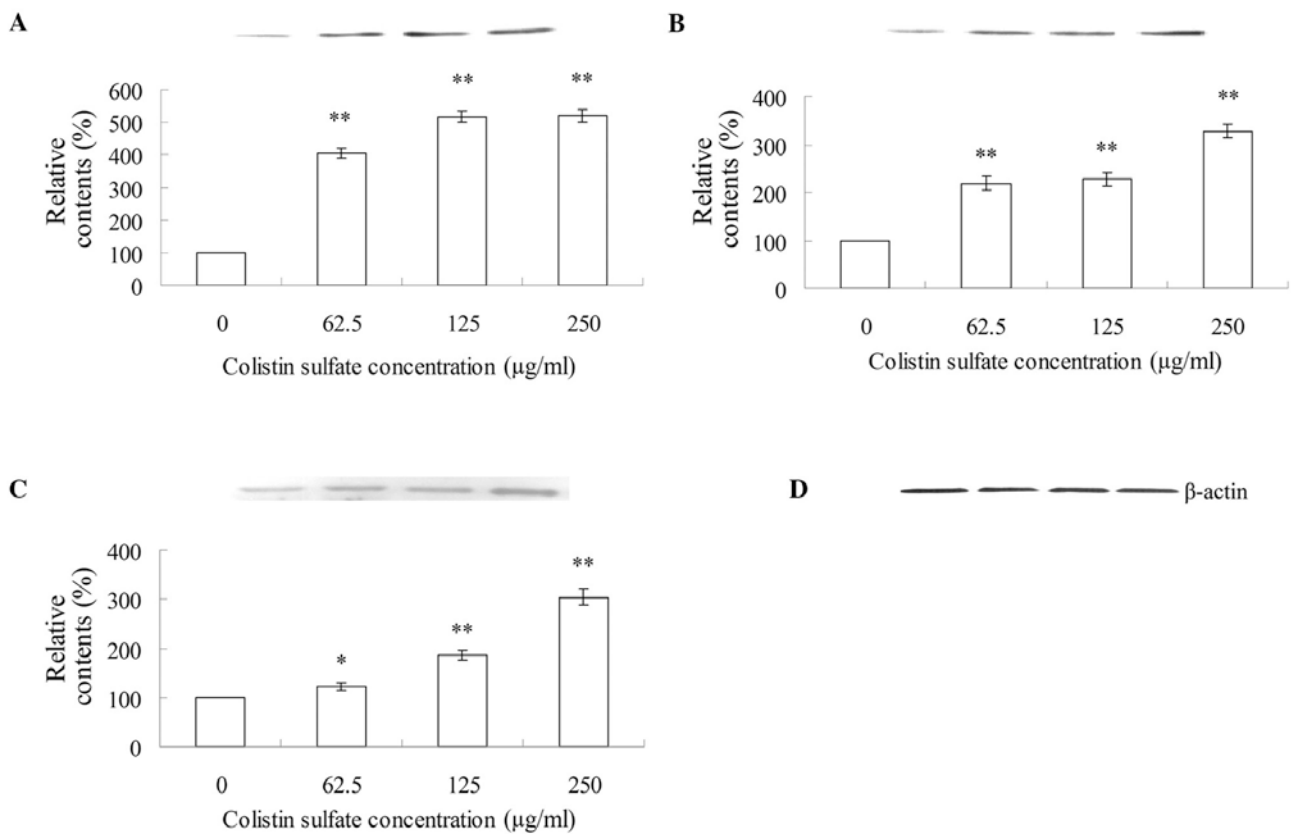 A
Relative contents (%)
600
500
400
300
200
100
0
**
**
**
0 62.5 125 250
Colistin sulfate concentration (μg/ml)
B
Relative contents (%)
400
300
200
100
0
**
**
**
0 62.5 125 250
Colistin sulfate concentration (μg/ml)
C
Relative contents (%)
400
300
200
100
0
*
**
**
0 62.5 125 250
Colistin sulfate concentration (μg/ml)
D
β-actin